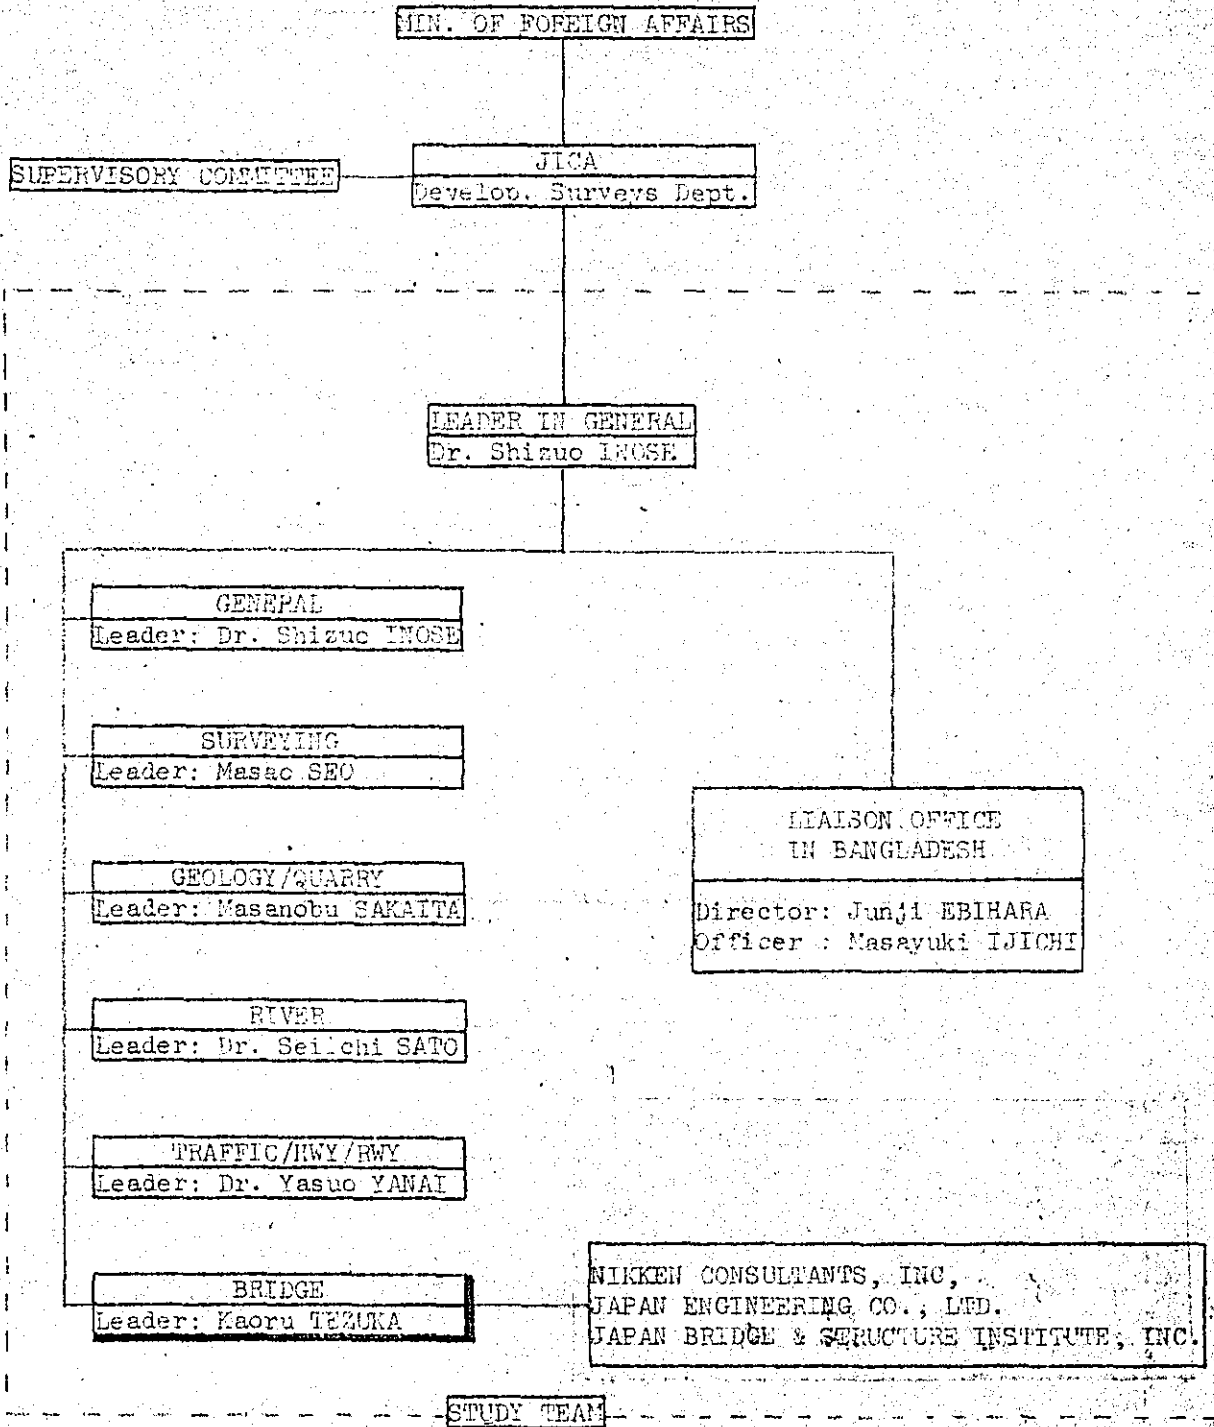 MIN. OF FOREIGN AFFAIRS
SUPERVISORY COMMITTEE
JICA
Develop. Surveys Dept.
LEADER IN GENERAL
Dr. Shizuo INOSE
GENERAL
Leader: Dr. Shizuo INOSE
SURVEYING
Leader: Masao SEO
GEOLOGY/QUARRY
Leader: Masanobu SAKAITA
LIAISON OFFICE
IN BANGLADESH
Director: Junji EBIHARA
Officer : Masayuki IJICHI
RIVER
Leader: Dr. Seiichi SATO
TRAFFIC/HWY/RWY
Leader: Dr. Yasuo YANAI
BRIDGE
Leader: Kaoru TEZUKA
NIKKEN CONSULTANTS, INC,
JAPAN ENGINEERING CO., LTD.
JAPAN BRIDGE & STRUCTURE INSTITUTE, INC.
STUDY TEAM